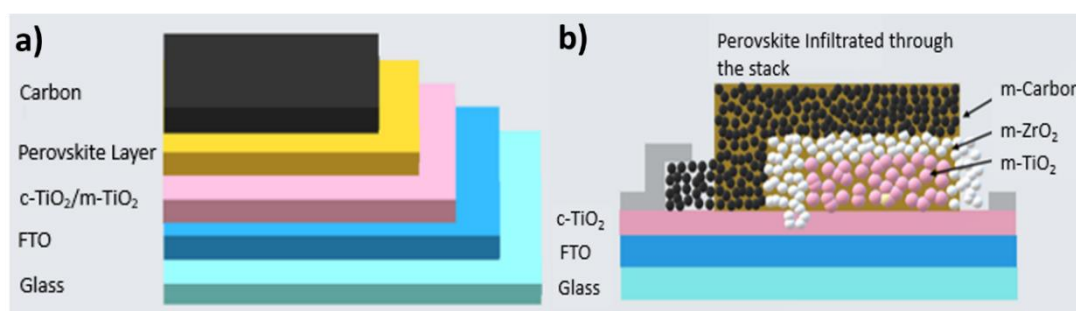 a)
Carbon
Perovskite Layer
c-TiO₂/m-TiO₂
FTO
Glass
b)
Perovskite Infiltrated through
the stack
m-Carbon
m-ZrO₂
m-TiO₂
c-TiO₂
FTO
Glass